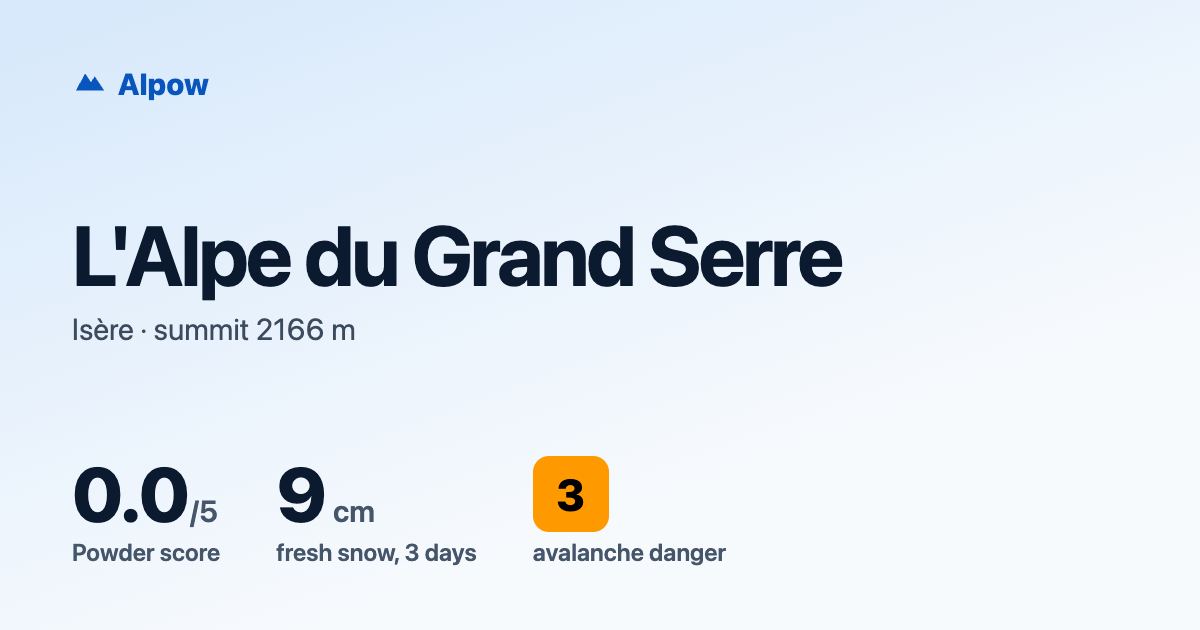 Alpow
L'Alpe du Grand Serre
Isère · summit 2166 m
0.0/5
Powder score
9 cm
fresh snow, 3 days
3
avalanche danger